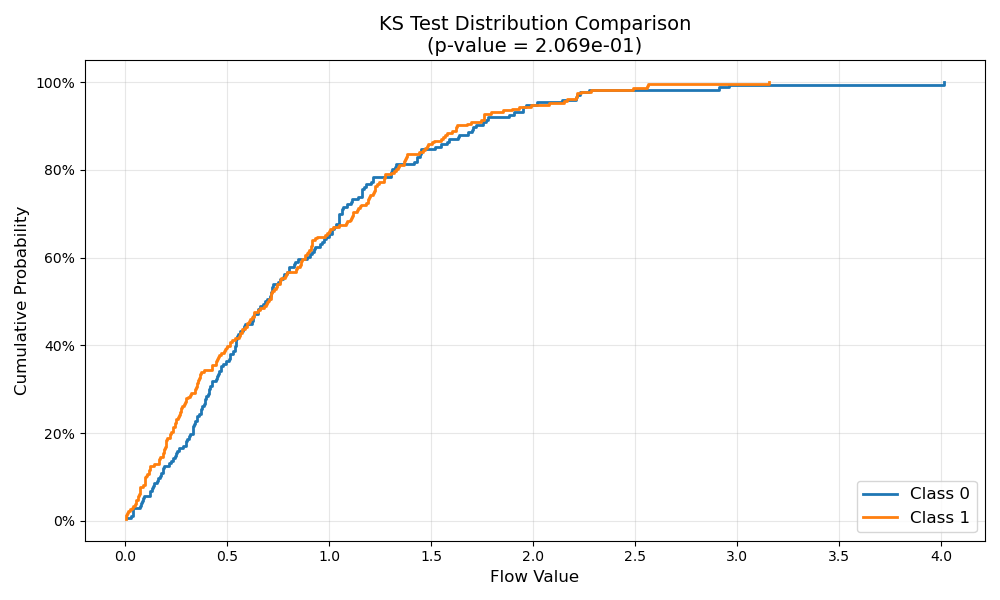 KS Test Distribution Comparison
(p-value = 2.069e-01)
Cumulative Probability
100%
80%
60%
40%
20%
0%
Class 0
Class 1
0.0 0.5 1.0 1.5 2.0 2.5 3.0 3.5 4.0
Flow Value